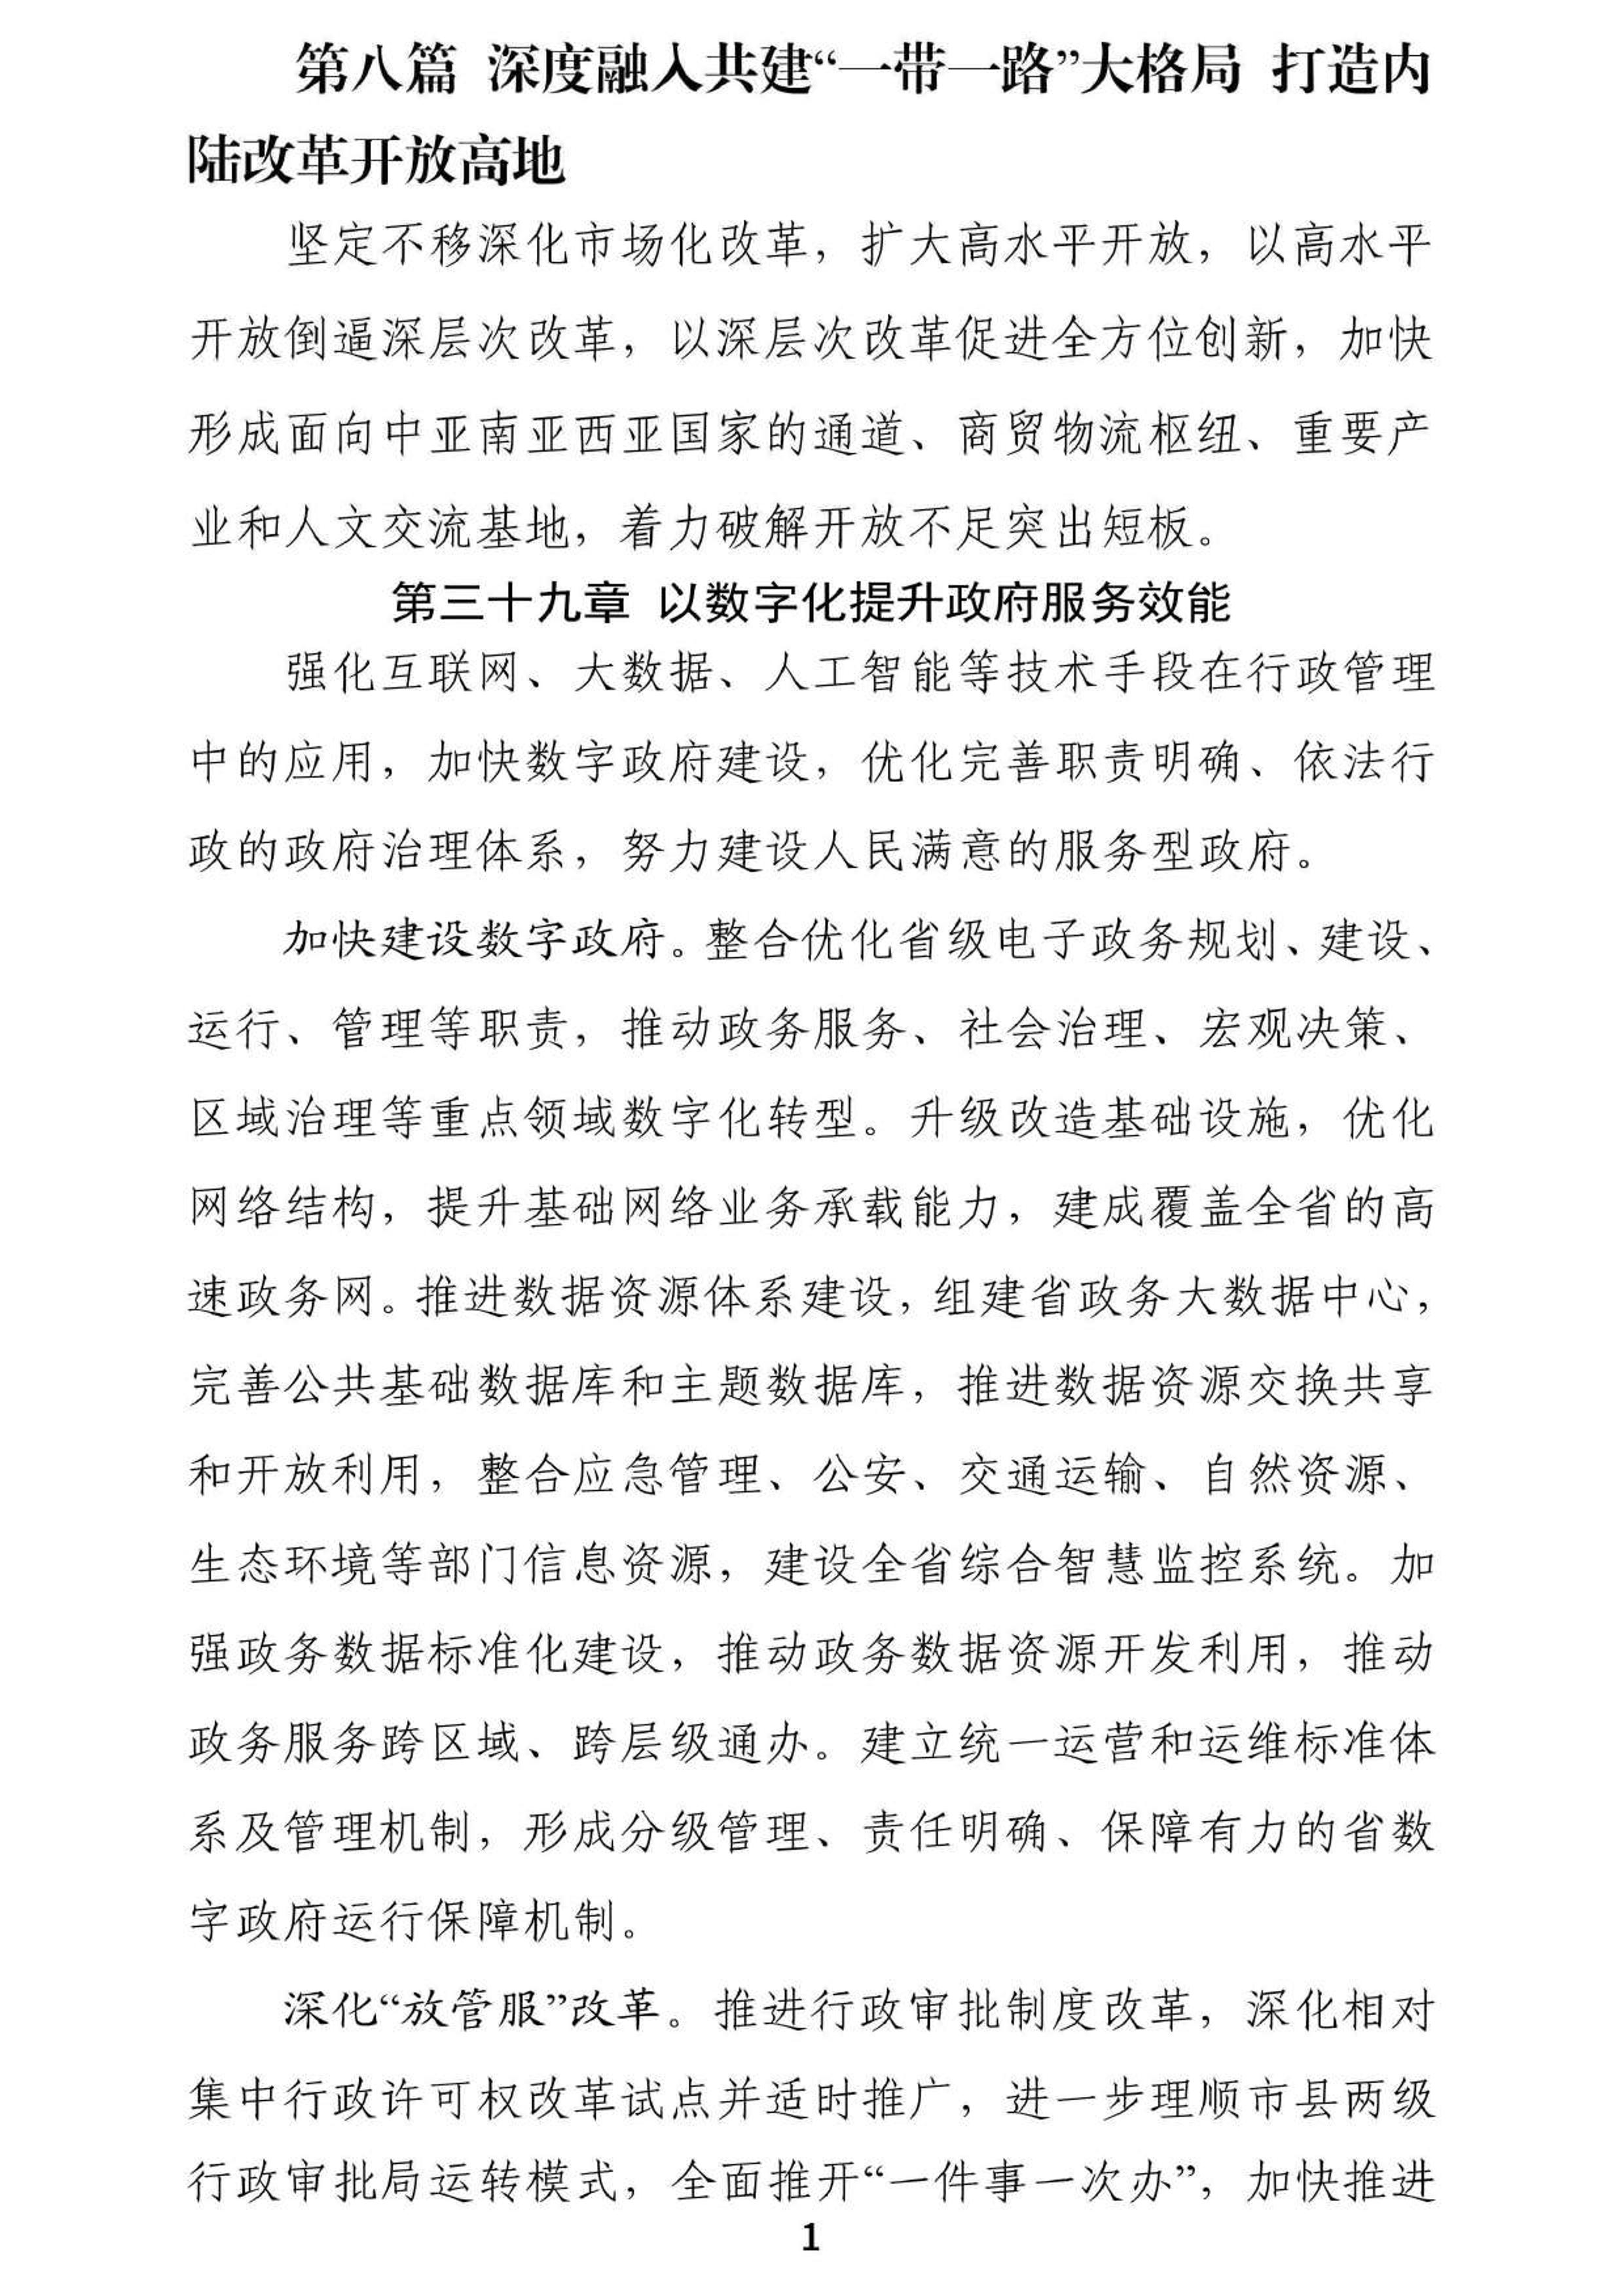 第八篇 深度融入共建“一带一路”大格局 打造内
陆改革开放高地
坚定不移深化市场化改革，扩大高水平开放，以高水平
开放倒逼深层次改革，以深层次改革促进全方位创新，加快
形成面向中亚南亚西亚国家的通道、商贸物流枢纽、重要产
业和人文交流基地，着力破解开放不足突出短板。
第三十九章 以数字化提升政府服务效能
强化互联网、大数据、人工智能等技术手段在行政管理
中的应用，加快数字政府建设，优化完善职责明确、依法行
政的政府治理体系，努力建设人民满意的服务型政府。
加快建设数字政府。整合优化省级电子政务规划、建设、
运行、管理等职责，推动政务服务、社会治理、宏观决策、
区域治理等重点领域数字化转型。升级改造基础设施，优化
网络结构，提升基础网络业务承载能力，建成覆盖全省的高
速政务网。推进数据资源体系建设，组建省政务大数据中心，
完善公共基础数据库和主题数据库，推进数据资源交换共享
和开放利用，整合应急管理、公安、交通运输、自然资源、
生态环境等部门信息资源，建设全省综合智慧监控系统。加
强政务数据标准化建设，推动政务数据资源开发利用，推动
政务服务跨区域、跨层级通办。建立统一运营和运维标准体
系及管理机制，形成分级管理、责任明确、保障有力的省数
字政府运行保障机制。
深化“放管服”改革。推进行政审批制度改革，深化相对
集中行政许可权改革试点并适时推广，进一步理顺市县两级
行政审批局运转模式，全面推开“一件事一次办”，加快推进
1